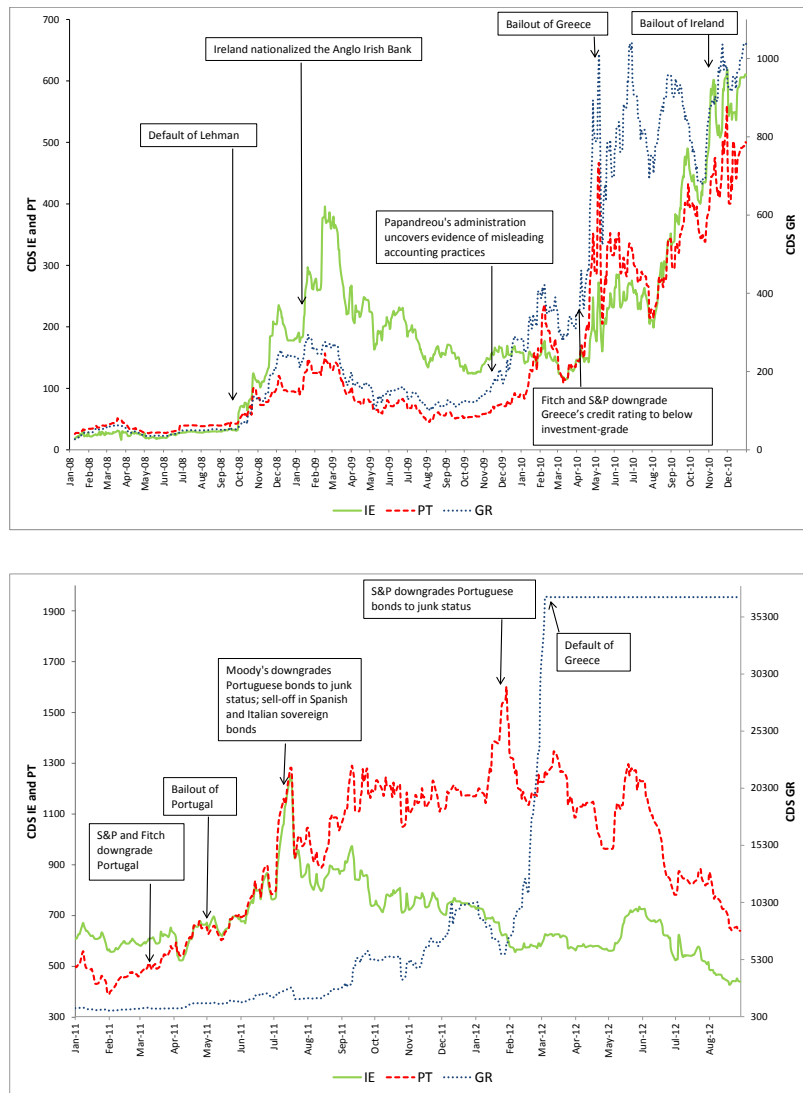 Bailout of Greece
Bailout of Ireland
Ireland nationalized the Anglo Irish Bank
Default of Lehman
Papandreou's administration
uncovers evidence of misleading
accounting practices
Fitch and S&P downgrade
Greece's credit rating to below
investment-grade
CDS IE and PT
700
600
500
400
300
200
100
0
CDS GR
1000
800
600
400
200
0
Jan-08
Feb-08
Mar-08
Apr-08
May-08
Jun-08
Jul-08
Aug-08
Sep-08
Oct-08
Nov-08
Dec-08
Jan-09
Feb-09
Mar-09
Apr-09
May-09
Jun-09
Jul-09
Aug-09
Sep-09
Oct-09
Nov-09
Dec-09
Jan-10
Feb-10
Mar-10
Apr-10
May-10
Jun-10
Jul-10
Aug-10
Sep-10
Oct-10
Nov-10
Dec-10
IE PT GR
S&P downgrades Portuguese
bonds to junk status
Default of
Greece
Moody's downgrades
Portuguese bonds to junk
status; sell-off in Spanish
and Italian sovereign
bonds
Bailout of
Portugal
S&P and Fitch
downgrade
Portugal
CDS IE and PT
1900
1700
1500
1300
1100
900
700
500
300
CDS GR
35300
30300
25300
20300
15300
10300
5300
300
Jan-11
Feb-11
Mar-11
Apr-11
May-11
Jun-11
Jul-11
Aug-11
Sep-11
Oct-11
Nov-11
Dec-11
Jan-12
Feb-12
Mar-12
Apr-12
May-12
Jun-12
Jul-12
Aug-12
IE PT GR